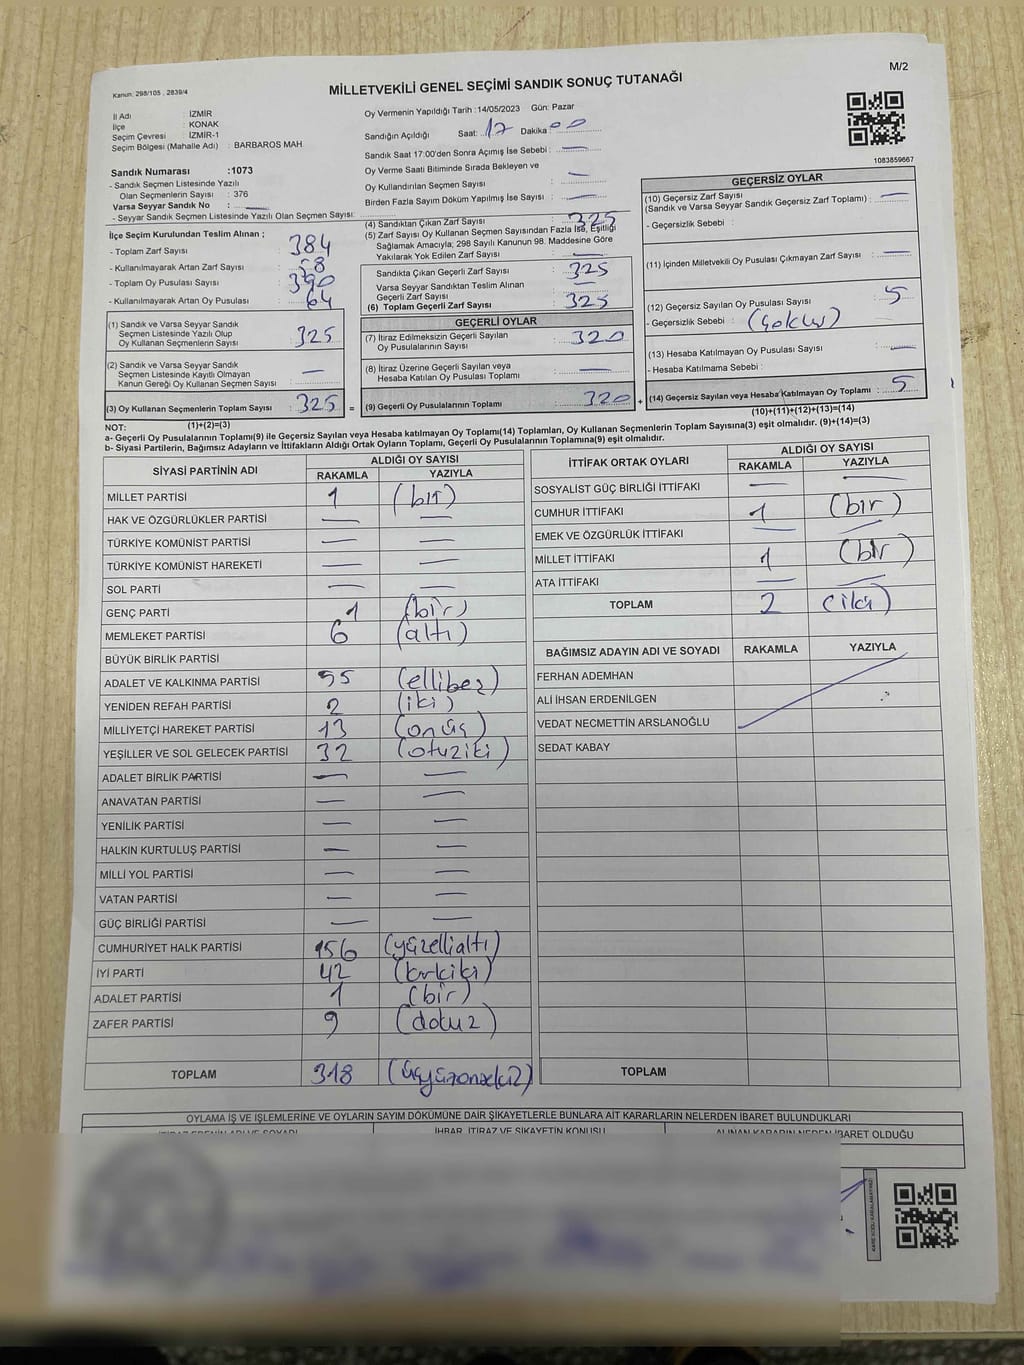 M/2
Kanun: 298/105 , 2839/4
MİLLETVEKİLİ GENEL SEÇİMİ SANDIK SONUÇ TUTANAĞI
İl Adı : İZMİR
İlçe : KONAK
Seçim Çevresi : İZMİR-1
Seçim Bölgesi (Mahalle Adı) : BARBAROS MAH.
Oy Vermenin Yapıldığı Tarih :14/05/2023 Gün: Pazar
Sandığın Açıldığı Saat: 17 Dakika 00
Sandık Saat 17:00'den Sonra Açımış İse Sebebi : —
Oy Verme Saati Bitiminde Sırada Bekleyen ve
Oy Kullandırılan Seçmen Sayısı : —
Birden Fazla Sayım Döküm Yapılmış İse Sayısı : —
1083859667
Sandık Numarası :1073
- Sandık Seçmen Listesinde Yazılı
Olan Seçmenlerin Sayısı : 376
Varsa Seyyar Sandık No : —
- Seyyar Sandık Seçmen Listesinde Yazılı Olan Seçmen Sayısı:
İlçe Seçim Kurulundan Teslim Alınan ;
- Toplam Zarf Sayısı : 384
- Kullanılmayarak Artan Zarf Sayısı : 58
- Toplam Oy Pusulası Sayısı : 390
- Kullanılmayarak Artan Oy Pusulası : 64
(1) Sandık ve Varsa Seyyar Sandık
Seçmen Listesinde Yazılı Olup
Oy Kullanan Seçmenlerin Sayısı : 325
(2) Sandık ve Varsa Seyyar Sandık
Seçmen Listesinde Kayıtlı Olmayan
Kanun Gereği Oy Kullanan Seçmen Sayısı : —
(3) Oy Kullanan Seçmenlerin Toplam Sayısı : 325 =
(4) Sandıktan Çıkan Zarf Sayısı : 325
(5) Zarf Sayısı Oy Kullanan Seçmen Sayısından Fazla İse, Eşitliği
Sağlamak Amacıyla; 298 Sayılı Kanunun 98. Maddesine Göre
Yakılarak Yok Edilen Zarf Sayısı : —
Sandıkta Çıkan Geçerli Zarf Sayısı : 325
Varsa Seyyar Sandıktan Teslim Alınan
Geçerli Zarf Sayısı : —
(6) Toplam Geçerli Zarf Sayısı : 325
GEÇERLİ OYLAR
(7) İtiraz Edilmeksizin Geçerli Sayılan
Oy Pusulalarının Sayısı : 320
(8) İtiraz Üzerine Geçerli Sayılan veya
Hesaba Katılan Oy Pusulası Toplamı : —
(9) Geçerli Oy Pusulalarının Toplamı : 320 +
GEÇERSİZ OYLAR
(10) Geçersiz Zarf Sayısı
(Sandık ve Varsa Seyyar Sandık Geçersiz Zarf Toplamı) : —
- Geçersizlik Sebebi :
(11) İçinden Milletvekili Oy Pusulası Çıkmayan Zarf Sayısı : —
(12) Geçersiz Sayılan Oy Pusulası Sayısı : 5
- Geçersizlik Sebebi :
(13) Hesaba Katılmayan Oy Pusulası Sayısı : —
- Hesaba Katılmama Sebebi :
(14) Geçersiz Sayılan veya Hesaba Katılmayan Oy Toplamı : 5
NOT: (1)+(2)=(3)
(10)+(11)+(12)+(13)=(14)
a- Geçerli Oy Pusulalarının Toplamı(9) ile Geçersiz Sayılan veya Hesaba katılmayan Oy Toplamı(14) Toplamları, Oy Kullanan Seçmenlerin Toplam Sayısına(3) eşit olmalıdır. (9)+(14)=(3)
b- Siyasi Partilerin, Bağımsız Adayların ve İttifakların Aldığı Ortak Oyların Toplamı, Geçerli Oy Pusulalarının Toplamına(9) eşit olmalıdır.
SİYASİ PARTİNİN ADI ALDIĞI OY SAYISI
RAKAMLA YAZIYLA
MİLLET PARTİSİ 1 (bir)
HAK VE ÖZGÜRLÜKLER PARTİSİ — —
TÜRKİYE KOMÜNİST PARTİSİ — —
TÜRKİYE KOMÜNİST HAREKETİ — —
SOL PARTİ — —
GENÇ PARTİ 1 (bir)
MEMLEKET PARTİSİ 6 (altı)
BÜYÜK BİRLİK PARTİSİ
ADALET VE KALKINMA PARTİSİ 55 (ellibeş)
YENİDEN REFAH PARTİSİ 2 (iki)
MİLLİYETÇİ HAREKET PARTİSİ 13 (onüç)
YEŞİLLER VE SOL GELECEK PARTİSİ 32 (otuziki)
ADALET BİRLİK PARTİSİ — —
ANAVATAN PARTİSİ — —
YENİLİK PARTİSİ — —
HALKIN KURTULUŞ PARTİSİ — —
MİLLİ YOL PARTİSİ — —
VATAN PARTİSİ — —
GÜÇ BİRLİĞİ PARTİSİ — —
CUMHURİYET HALK PARTİSİ 156 (yüzellialtı)
İYİ PARTİ 42 (kırkiki)
ADALET PARTİSİ 1 (bir)
ZAFER PARTİSİ 9 (dokuz)
TOPLAM 318 (üçyüzonsekiz)
İTTİFAK ORTAK OYLARI ALDIĞI OY SAYISI
RAKAMLA YAZIYLA
SOSYALİST GÜÇ BİRLİĞİ İTTİFAKI — —
CUMHUR İTTİFAKI 1 (bir)
EMEK VE ÖZGÜRLÜK İTTİFAKI — —
MİLLET İTTİFAKI 1 (bir)
ATA İTTİFAKI — —
TOPLAM 2 (iki)
BAĞIMSIZ ADAYIN ADI VE SOYADI RAKAMLA YAZIYLA
FERHAN ADEMHAN
ALİ İHSAN ERDENİLGEN
VEDAT NECMETTİN ARSLANOĞLU
SEDAT KABAY
TOPLAM
OYLAMA İŞ VE İŞLEMLERİNE VE OYLARIN SAYIM DÖKÜMÜNE DAİR ŞİKAYETLERLE BUNLARA AİT KARARLARIN NELERDEN İBARET BULUNDUKLARI
İTİRAZ EDENİN ADI VE SOYADI İHBAR, İTİRAZ VE ŞİKAYETİN KONUSU ALINAN KARARIN NEDEN İBARET OLDUĞU